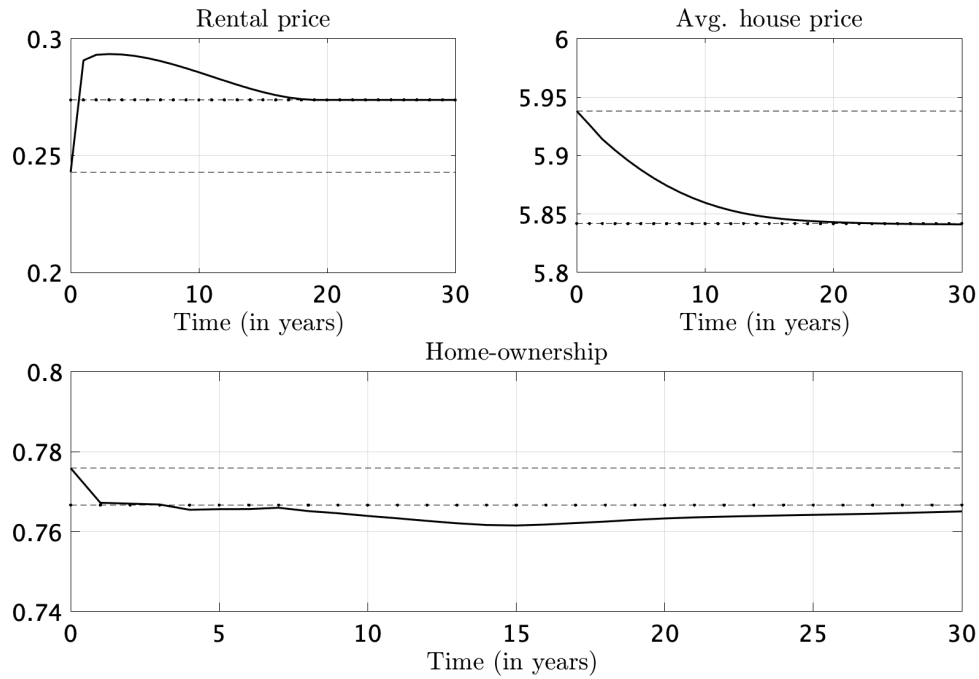 Rental price
0.3
0.25
0.2
0 10 20 30
Time (in years)
Avg. house price
6
5.95
5.9
5.85
5.8
0 10 20 30
Time (in years)
Home-ownership
0.8
0.78
0.76
0.74
0 5 10 15 20 25 30
Time (in years)